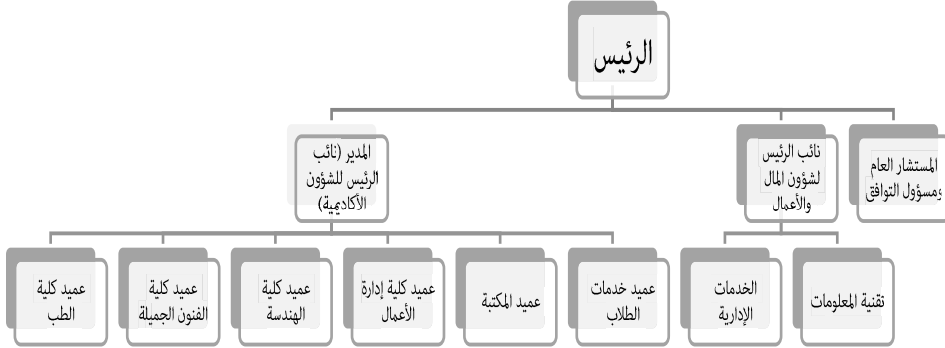 الرئيس
المستشار العام
ومسؤول التوافق
نائب الرئيس
لشؤون المال
والأعمال
المدير (نائب
الرئيس للشؤون
الأكاديمية)
تقنية المعلومات
الخدمات
الإدارية
عميد خدمات
الطلاب
عميد المكتبة
عميد كلية إدارة
الأعمال
عميد كلية
الهندسة
عميد كلية
الفنون الجميلة
عميد كلية
الطب